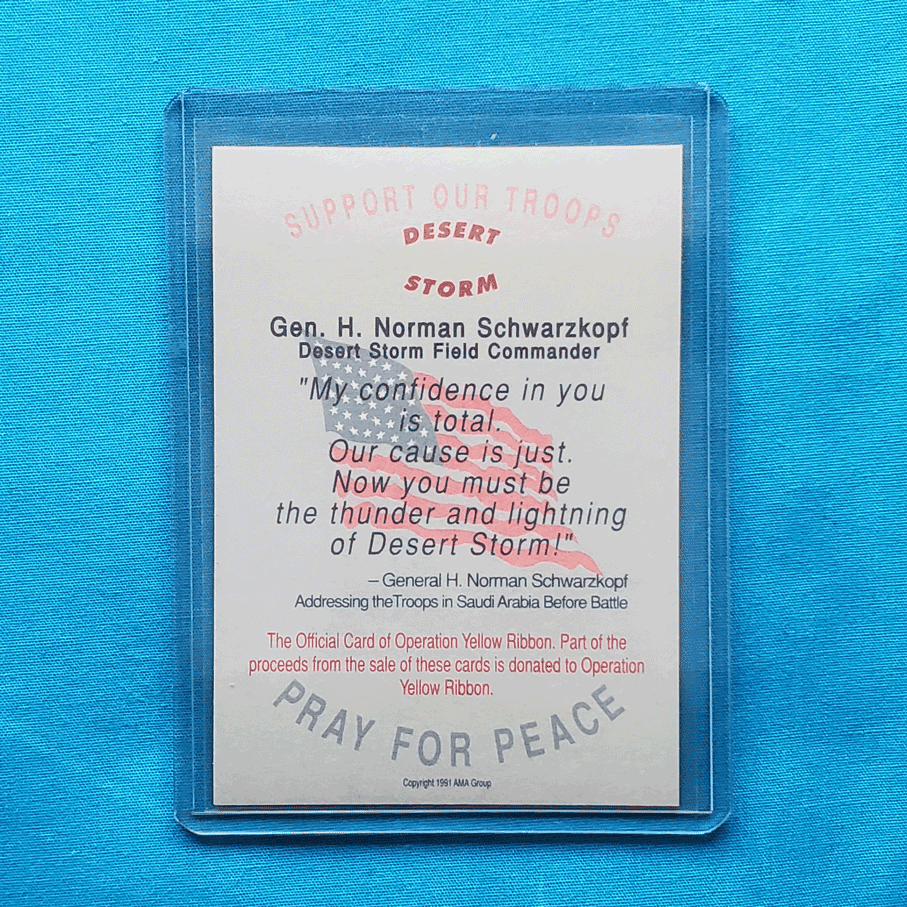 SUPPORT OUR TROOPS
DESERT
STORM
Gen. H. Norman Schwarzkopf
Desert Storm Field Commander
"My confidence in you
is total.
Our cause is just.
Now you must be
the thunder and lightning
of Desert Storm!"
– General H. Norman Schwarzkopf
Addressing theTroops in Saudi Arabia Before Battle
The Official Card of Operation Yellow Ribbon. Part of the
proceeds from the sale of these cards is donated to Operation
Yellow Ribbon.
PRAY FOR PEACE
Copyright 1991 AMA Group